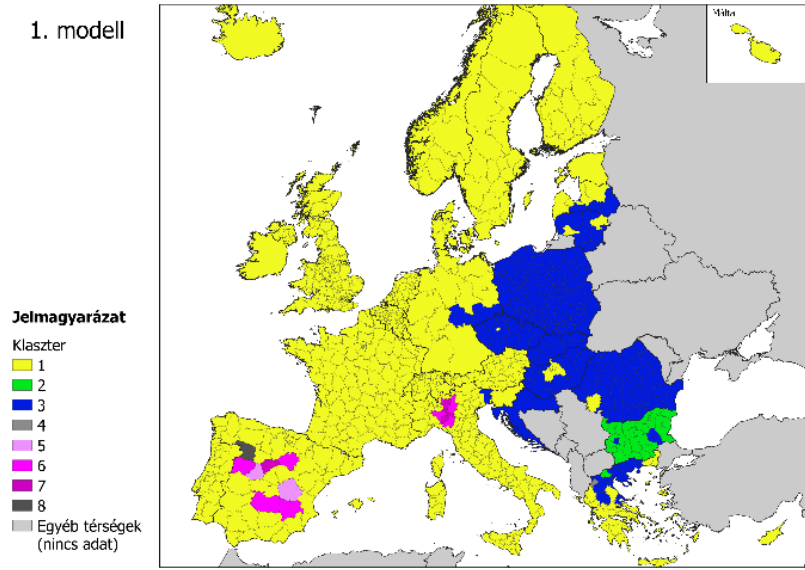 1. modell
Málta
Jelmagyarázat
Klaszter
1
2
3
4
5
6
7
8
Egyéb térségek
(nincs adat)